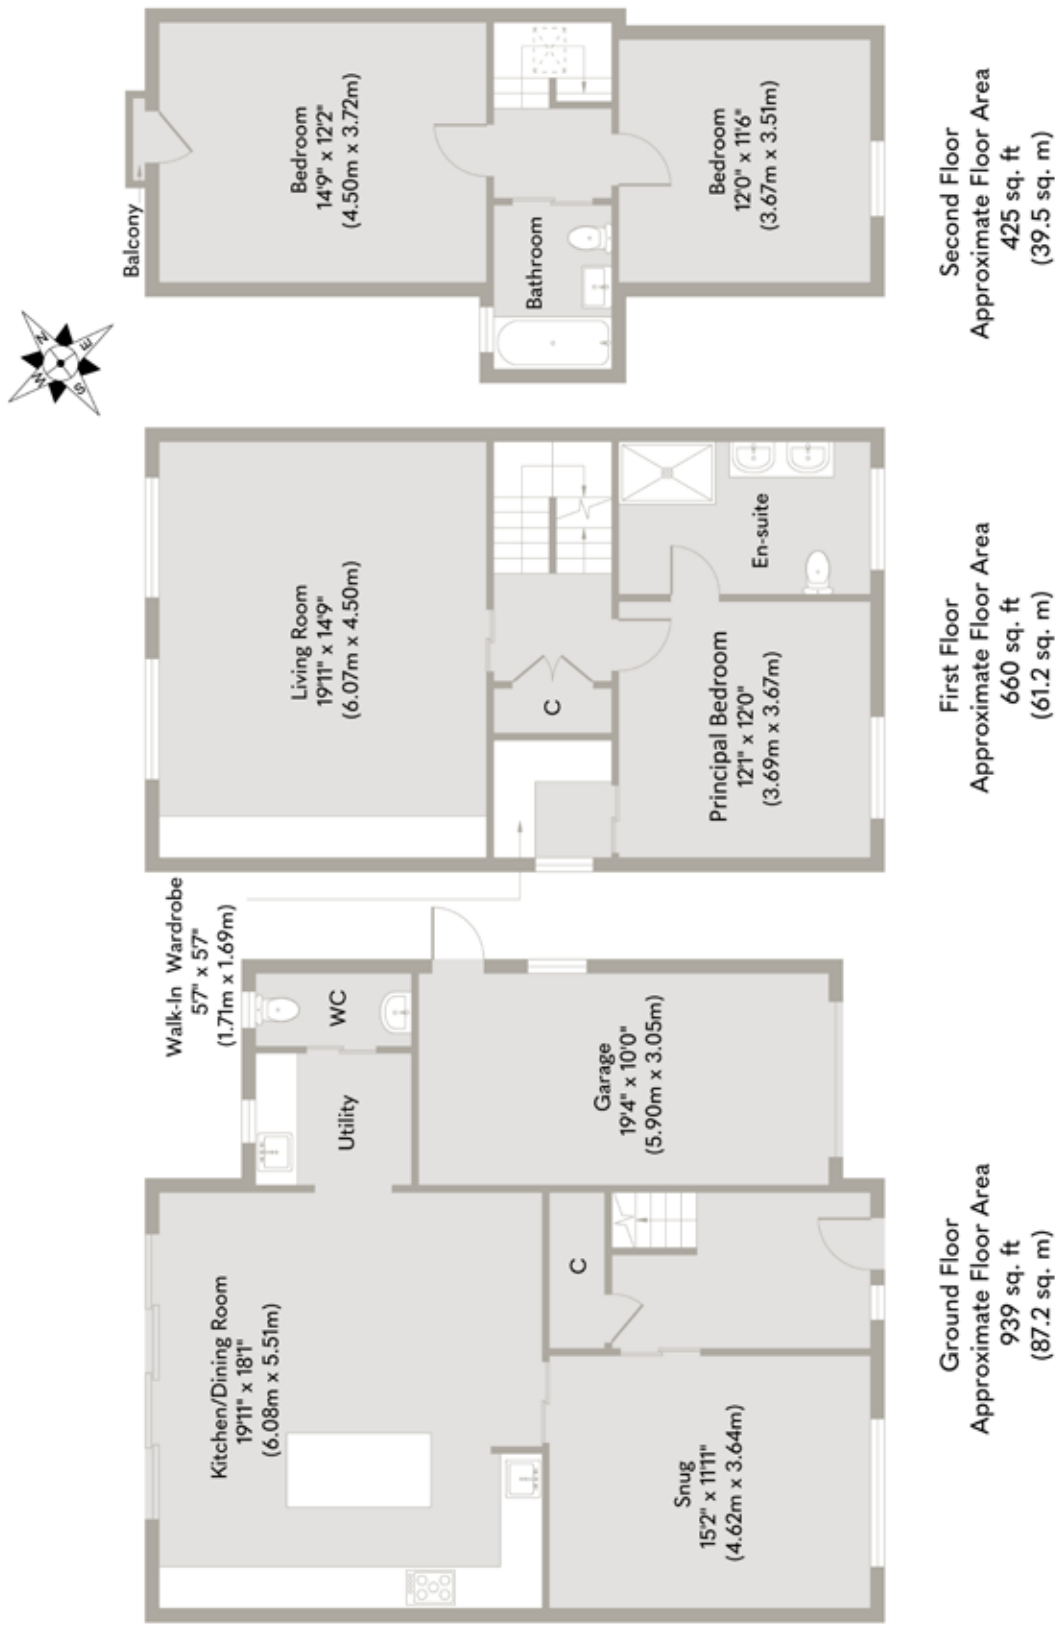 Kitchen/Dining Room
19'11" x 18'1"
(6.08m x 5.51m)
Utility
WC
Garage
19'4" x 10'0"
(5.90m x 3.05m)
C
Snug
15'2" x 11'11"
(4.62m x 3.64m)
Ground Floor
Approximate Floor Area
939 sq. ft
(87.2 sq. m)
Walk-In Wardrobe
5'7" x 5'7"
(1.71m x 1.69m)
Living Room
19'11" x 14'9"
(6.07m x 4.50m)
C
Principal Bedroom
12'1" x 12'0"
(3.69m x 3.67m)
En-suite
First Floor
Approximate Floor Area
660 sq. ft
(61.2 sq. m)
N
E
S
W
Balcony
Bedroom
14'9" x 12'2"
(4.50m x 3.72m)
Bathroom
Bedroom
12'0" x 11'6"
(3.67m x 3.51m)
Second Floor
Approximate Floor Area
425 sq. ft
(39.5 sq. m)